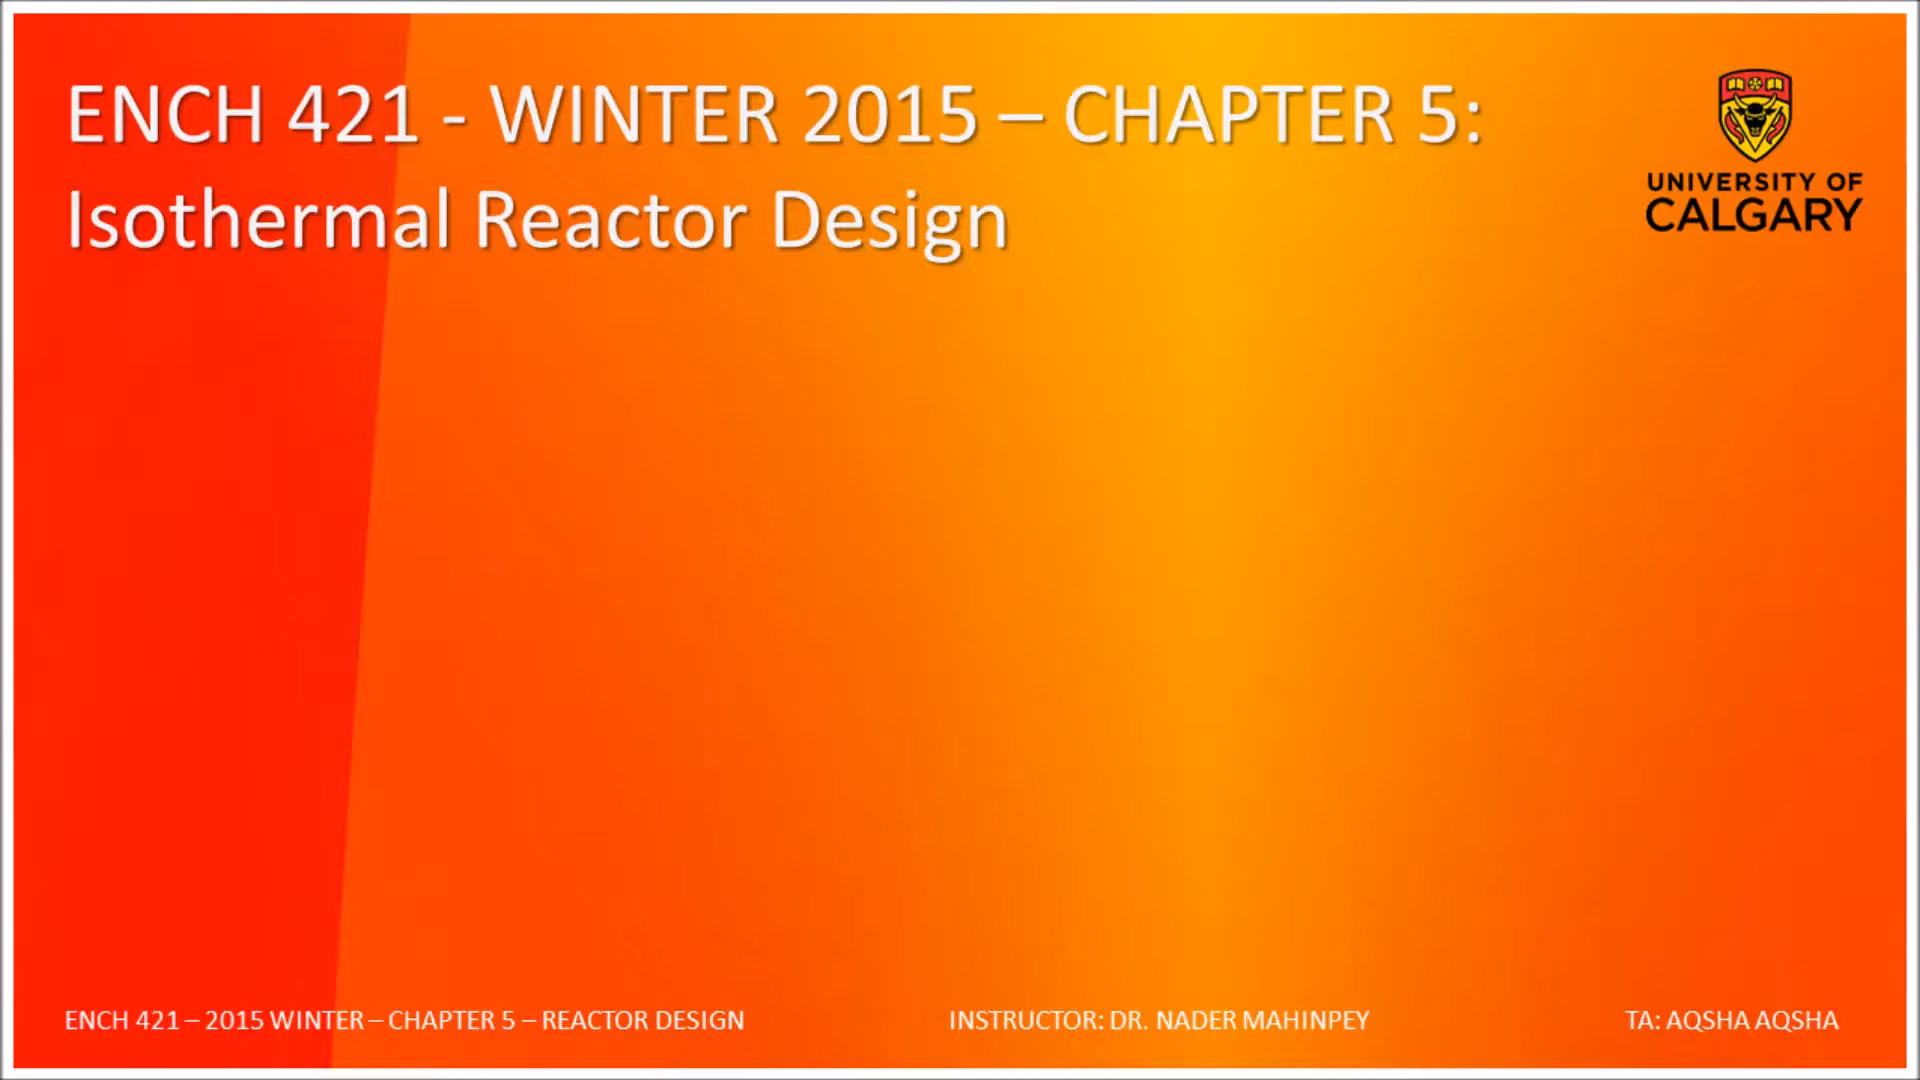 ENCH 421 - WINTER 2015 – CHAPTER 5:
Isothermal Reactor Design
UNIVERSITY OF
CALGARY
ENCH 421 – 2015 WINTER – CHAPTER 5 – REACTOR DESIGN
INSTRUCTOR: DR. NADER MAHINPEY
TA: AQSHA AQSHA